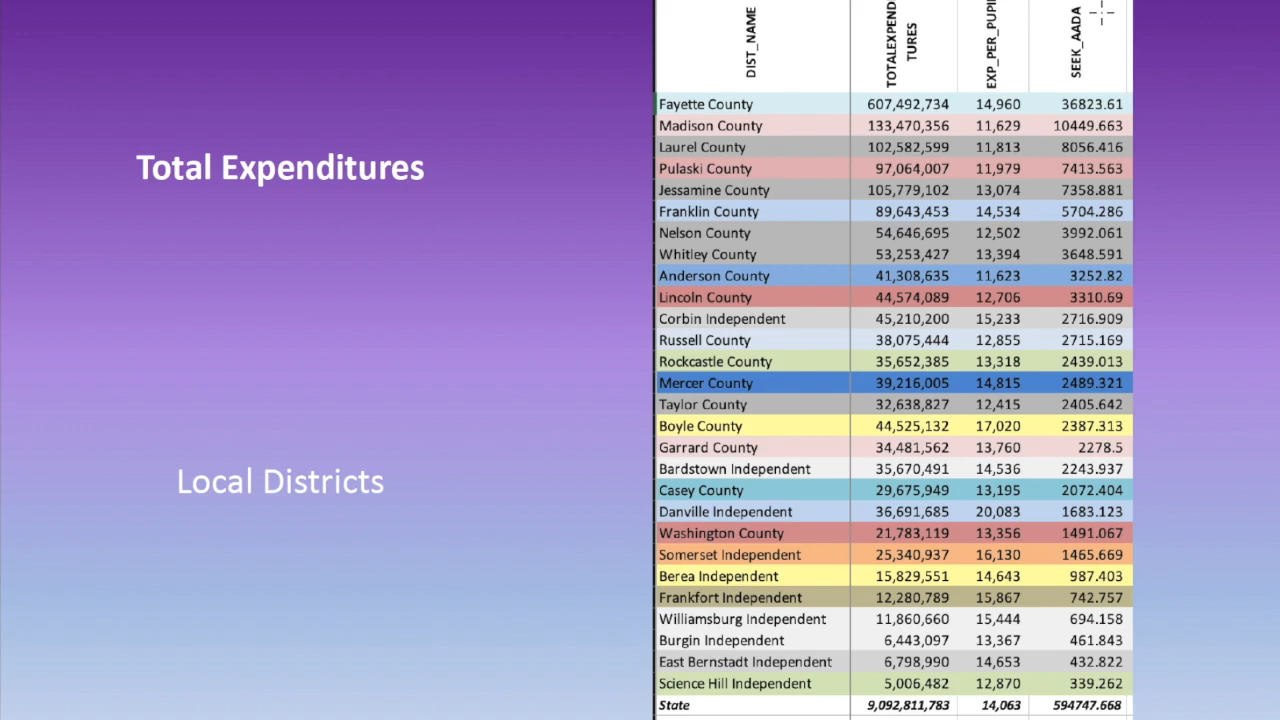 Total Expenditures
Local Districts
DIST_NAME TOTALEXPENDITURES EXP_PER_PUPI SEEK_AADA
Fayette County 607,492,734 14,960 36823.61
Madison County 133,470,356 11,629 10449.663
Laurel County 102,582,599 11,813 8056.416
Pulaski County 97,064,007 11,979 7413.563
Jessamine County 105,779,102 13,074 7358.881
Franklin County 89,643,453 14,534 5704.286
Nelson County 54,646,695 12,502 3992.061
Whitley County 53,253,427 13,394 3648.591
Anderson County 41,308,635 11,623 3252.82
Lincoln County 44,574,089 12,706 3310.69
Corbin Independent 45,210,200 15,233 2716.909
Russell County 38,075,444 12,855 2715.169
Rockcastle County 35,652,385 13,318 2439.013
Mercer County 39,216,005 14,815 2489.321
Taylor County 32,638,827 12,415 2405.642
Boyle County 44,525,132 17,020 2387.313
Garrard County 34,481,562 13,760 2278.5
Bardstown Independent 35,670,491 14,536 2243.937
Casey County 29,675,949 13,195 2072.404
Danville Independent 36,691,685 20,083 1683.123
Washington County 21,783,119 13,356 1491.067
Somerset Independent 25,340,937 16,130 1465.669
Berea Independent 15,829,551 14,643 987.403
Frankfort Independent 12,280,789 15,867 742.757
Williamsburg Independent 11,860,660 15,444 694.158
Burgin Independent 6,443,097 13,367 461.843
East Bernstadt Independent 6,798,990 14,653 432.822
Science Hill Independent 5,006,482 12,870 339.262
State 9,092,811,783 14,063 594747.668